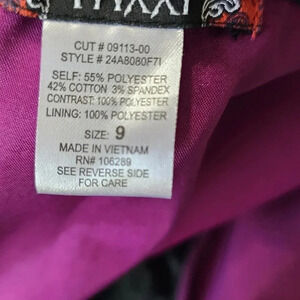 CUT # 09113-00
STYLE # 24A8080F7I
SELF: 55% POLYESTER
42% COTTON 3% SPANDEX
CONTRAST: 100% POLYESTER
LINING: 100% POLYESTER
SIZE: 9
MADE IN VIETNAM
RN# 106289
SEE REVERSE SIDE
FOR CARE